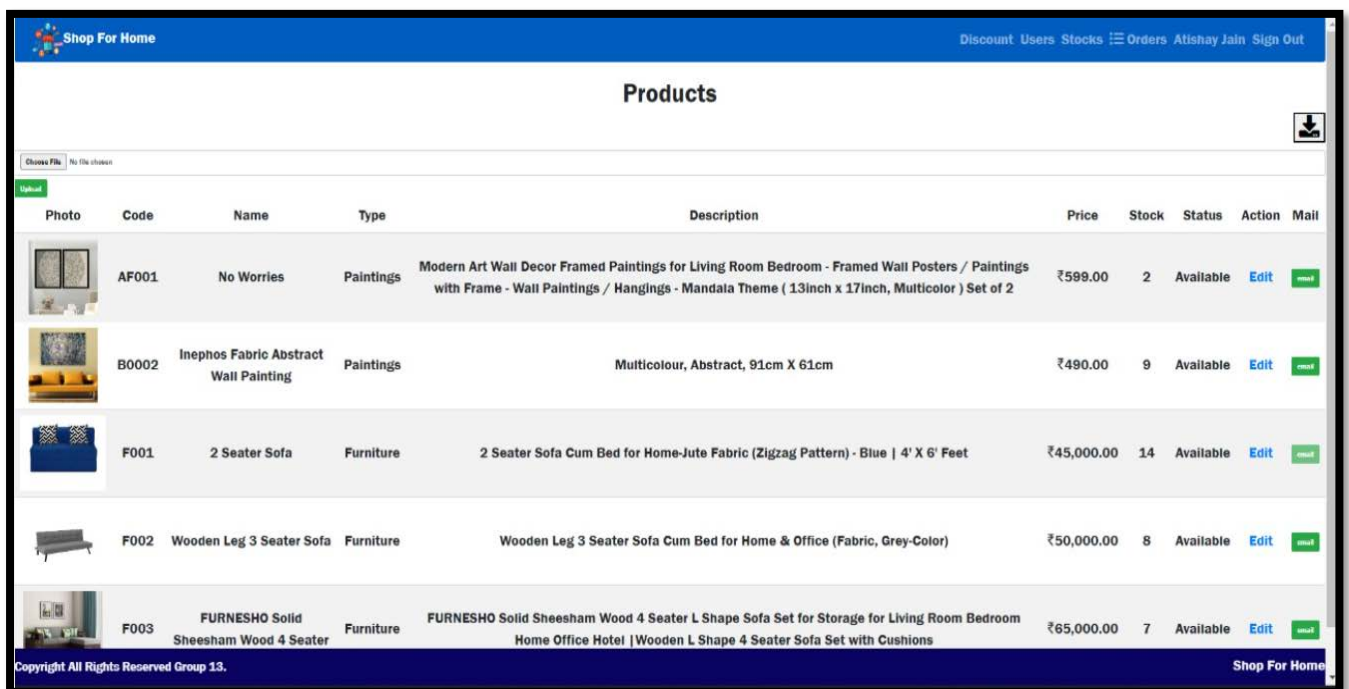 Shop For Home
Discount Users Stocks Orders Atishay Jain Sign Out
Products
Choose File No file chosen
Upload
Photo Code Name Type Description Price Stock Status Action Mail
AF001 No Worries Paintings Modern Art Wall Decor Framed Paintings for Living Room Bedroom - Framed Wall Posters / Paintings
with Frame - Wall Paintings / Hangings - Mandala Theme ( 13inch x 17inch, Multicolor ) Set of 2 ₹599.00 2 Available Edit email
B0002 Inephos Fabric Abstract
Wall Painting Paintings Multicolour, Abstract, 91cm X 61cm ₹490.00 9 Available Edit email
F001 2 Seater Sofa Furniture 2 Seater Sofa Cum Bed for Home-Jute Fabric (Zigzag Pattern) - Blue | 4' X 6' Feet ₹45,000.00 14 Available Edit email
F002 Wooden Leg 3 Seater Sofa Furniture Wooden Leg 3 Seater Sofa Cum Bed for Home & Office (Fabric, Grey-Color) ₹50,000.00 8 Available Edit email
F003 FURNESHO Solid
Sheesham Wood 4 Seater Furniture FURNESHO Solid Sheesham Wood 4 Seater L Shape Sofa Set for Storage for Living Room Bedroom
Home Office Hotel |Wooden L Shape 4 Seater Sofa Set with Cushions ₹65,000.00 7 Available Edit email
Copyright All Rights Reserved Group 13. Shop For Home